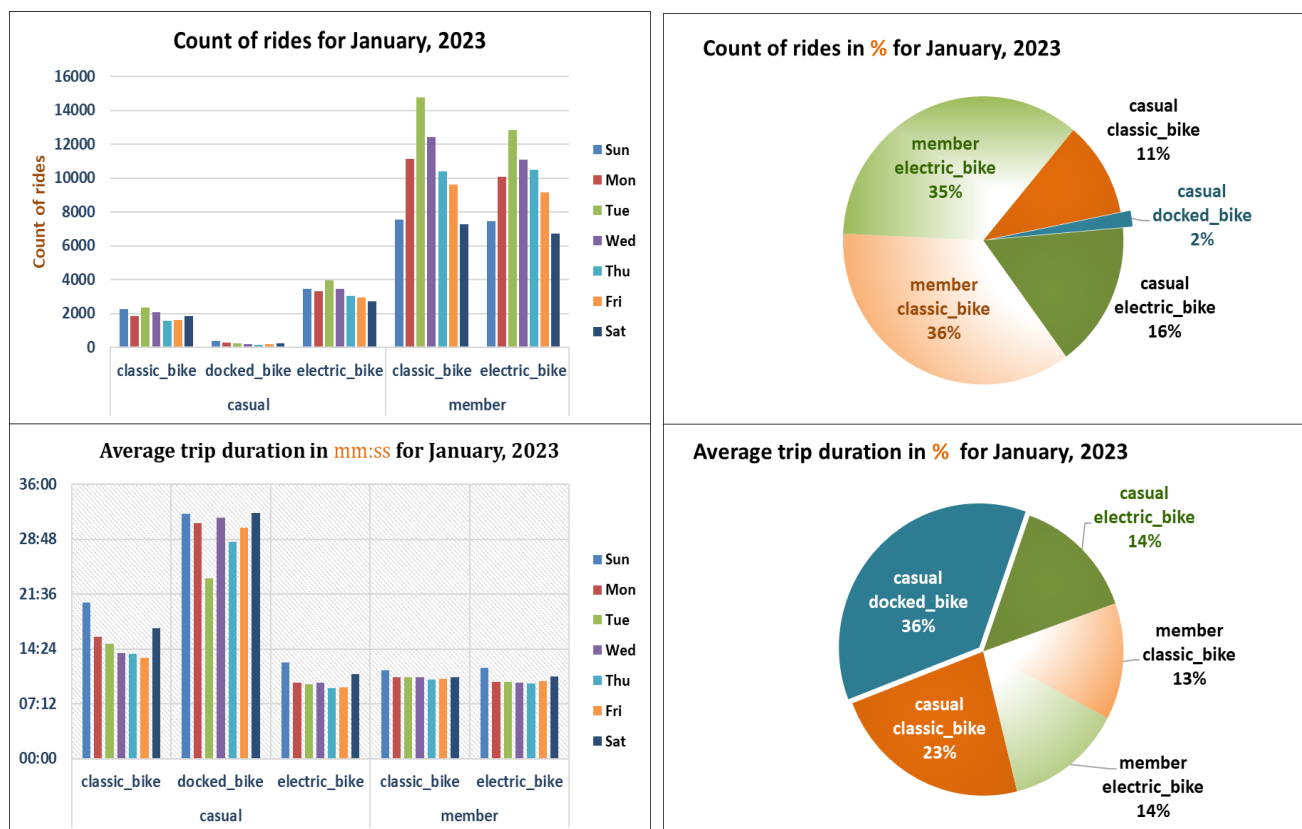 Count of rides for January, 2023
Count of rides
16000
14000
12000
10000
8000
6000
4000
2000
0
classic_bike docked_bike electric_bike classic_bike electric_bike
casual member
Sun
Mon
Tue
Wed
Thu
Fri
Sat
Count of rides in % for January, 2023
member
electric_bike
35%
casual
classic_bike
11%
casual
docked_bike
2%
casual
electric_bike
16%
member
classic_bike
36%
Average trip duration in mm:ss for January, 2023
36:00
28:48
21:36
14:24
07:12
00:00
classic_bike docked_bike electric_bike classic_bike electric_bike
casual member
Sun
Mon
Tue
Wed
Thu
Fri
Sat
Average trip duration in % for January, 2023
casual
electric_bike
14%
casual
docked_bike
36%
member
classic_bike
13%
casual
classic_bike
23%
member
electric_bike
14%